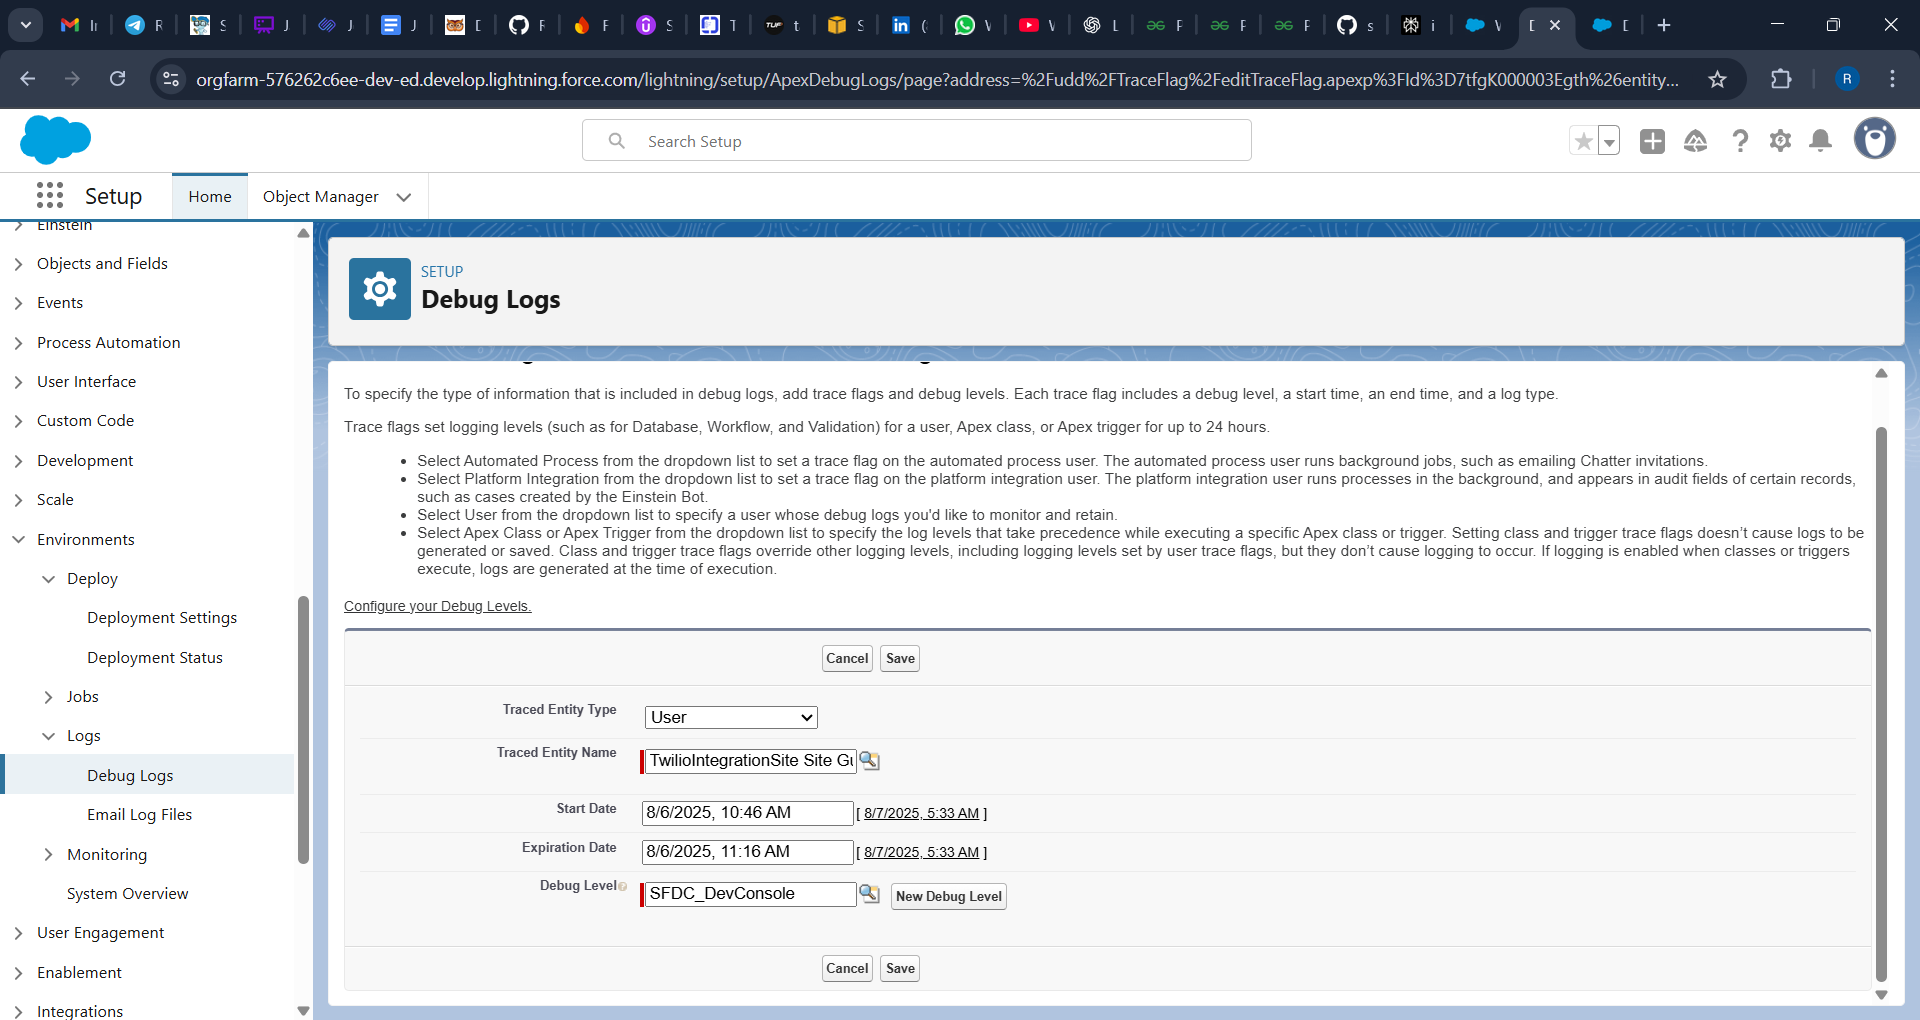 orgfarm-576262c6ee-dev-ed.develop.lightning.force.com/lightning/setup/ApexDebugLogs/page?address=%2Fudd%2FTraceFlag%2FeditTraceFlag.apexp%3FId%3D7tfgK000003Egth%26entity...
R
Search Setup
Setup
Home
Object Manager
Einstein
Objects and Fields
Events
Process Automation
User Interface
Custom Code
Development
Scale
Environments
Deploy
Deployment Settings
Deployment Status
Jobs
Logs
Debug Logs
Email Log Files
Monitoring
System Overview
User Engagement
Enablement
Integrations
SETUP
Debug Logs
To specify the type of information that is included in debug logs, add trace flags and debug levels. Each trace flag includes a debug level, a start time, an end time, and a log type.
Trace flags set logging levels (such as for Database, Workflow, and Validation) for a user, Apex class, or Apex trigger for up to 24 hours.
• Select Automated Process from the dropdown list to set a trace flag on the automated process user. The automated process user runs background jobs, such as emailing Chatter invitations.
• Select Platform Integration from the dropdown list to set a trace flag on the platform integration user. The platform integration user runs processes in the background, and appears in audit fields of certain records,
such as cases created by the Einstein Bot.
• Select User from the dropdown list to specify a user whose debug logs you'd like to monitor and retain.
• Select Apex Class or Apex Trigger from the dropdown list to specify the log levels that take precedence while executing a specific Apex class or trigger. Setting class and trigger trace flags doesn’t cause logs to be
generated or saved. Class and trigger trace flags override other logging levels, including logging levels set by user trace flags, but they don’t cause logging to occur. If logging is enabled when classes or triggers
execute, logs are generated at the time of execution.
Configure your Debug Levels.
Cancel Save
Traced Entity Type User
Traced Entity Name TwilioIntegrationSite Site Gu
Start Date 8/6/2025, 10:46 AM [ 8/7/2025, 5:33 AM ]
Expiration Date 8/6/2025, 11:16 AM [ 8/7/2025, 5:33 AM ]
Debug Level SFDC_DevConsole New Debug Level
Cancel Save